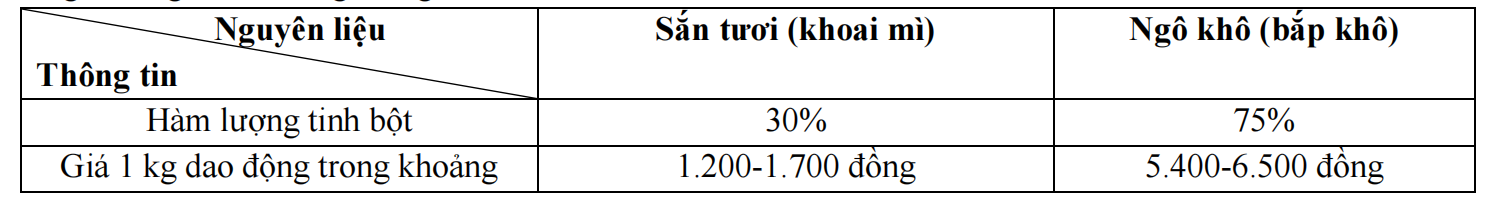 Nguyên liệu
Thông tin
Sắn tươi (khoai mì)
Ngô khô (bắp khô)
Hàm lượng tinh bột
30%
75%
Giá 1 kg dao động trong khoảng
1.200-1.700 đồng
5.400-6.500 đồng